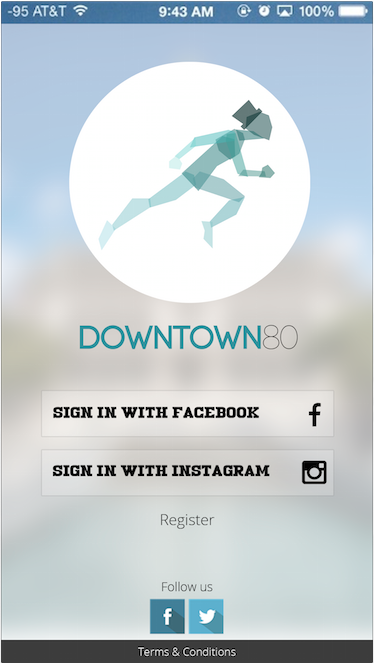 -95 AT&T 9:43 AM 100%
DOWNTOWN80
SIGN IN WITH FACEBOOK
SIGN IN WITH INSTAGRAM
Register
Follow us
Terms & Conditions